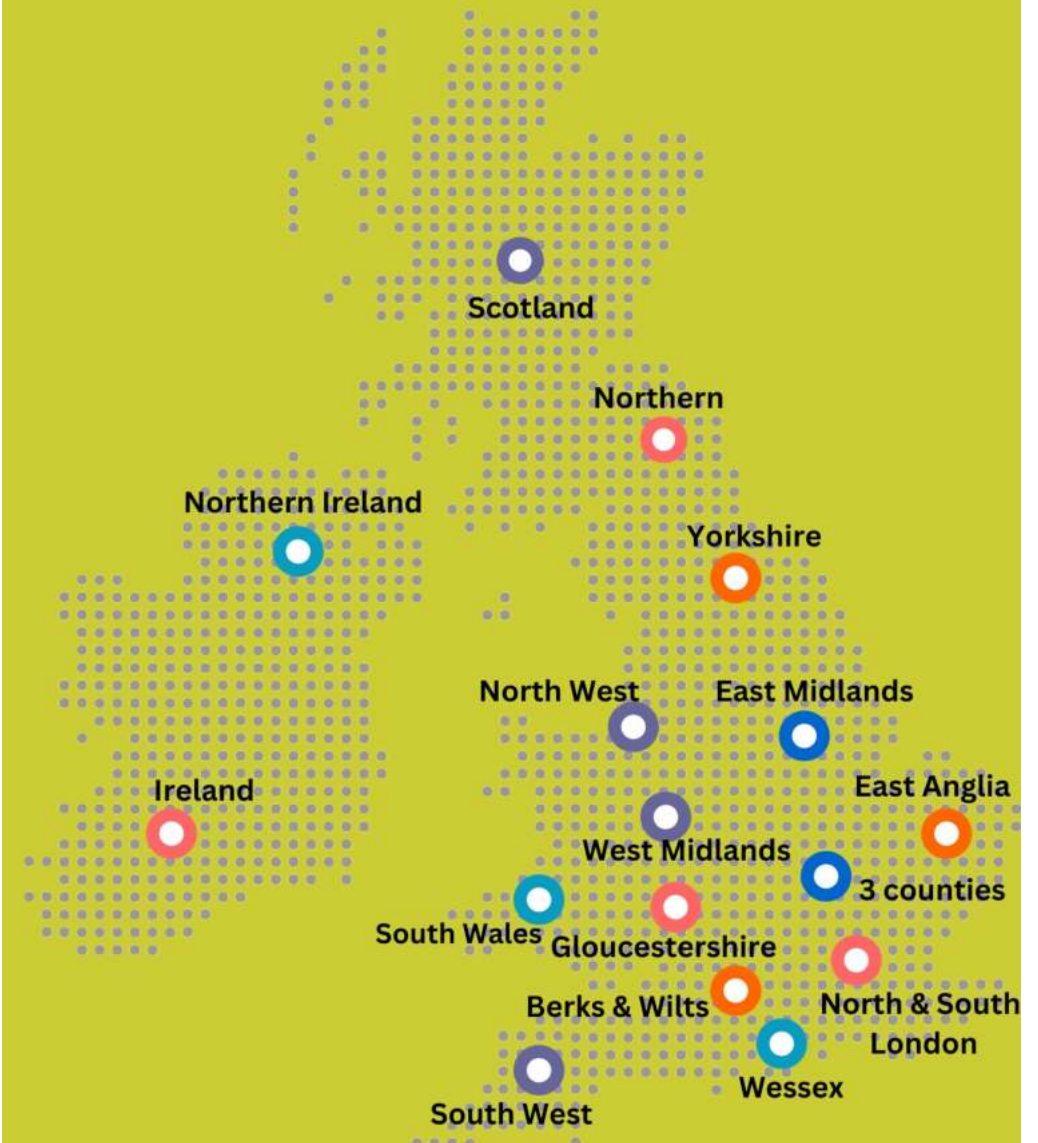 Scotland
Northern
Northern Ireland
Yorkshire
North West
East Midlands
East Anglia
Ireland
West Midlands
3 counties
South Wales
Gloucestershire
Berks & Wilts
North & South
London
Wessex
South West